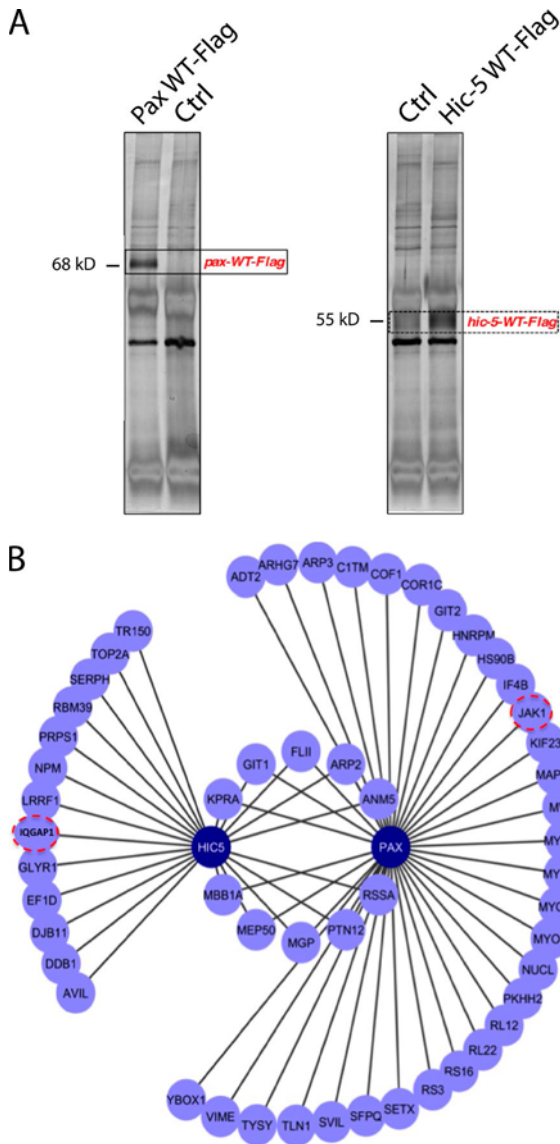 A
Pax WT-Flag
Ctrl
Ctrl
Hic-5 WT-Flag
68 kD
pax-WT-Flag
55 kD
hic-5-WT-Flag
B
ADT2
ARHG7
ARP3
C1TM
COF1
COR1C
GIT2
HNRPM
HS90B
IF4B
JAK1
KIF23
TR150
TOP2A
SERPH
RBM39
PRPS1
NPM
LRRF1
IQGAP1
GLYR1
EF1D
DJB11
DDB1
AVIL
GIT1
FLII
ARP2
KPRA
ANM5
HIC5
PAX
MBB1A
RSSA
MEP50
MGP
PTN12
NUCL
PKHH2
RL12
RL22
RS16
RS3
SETX
SFPQ
SVIL
TLN1
TYSY
VIME
YBOX1